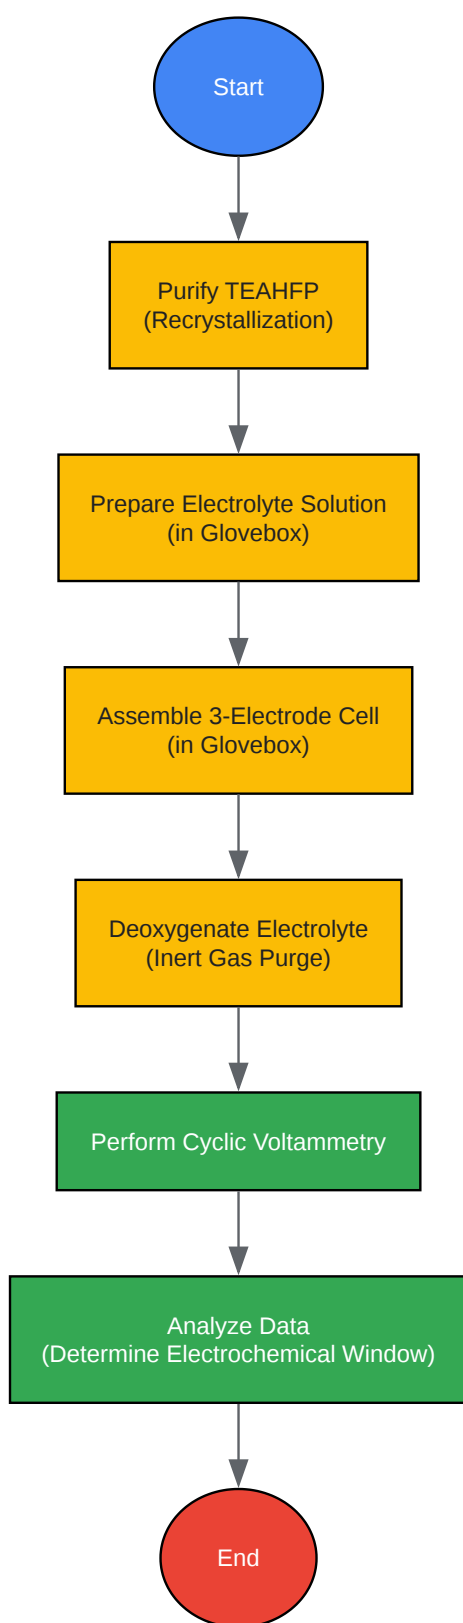 Start
Purify TEAHFP
(Recrystallization)
Prepare Electrolyte Solution
(in Glovebox)
Assemble 3-Electrode Cell
(in Glovebox)
Deoxygenate Electrolyte
(Inert Gas Purge)
Perform Cyclic Voltammetry
Analyze Data
(Determine Electrochemical Window)
End